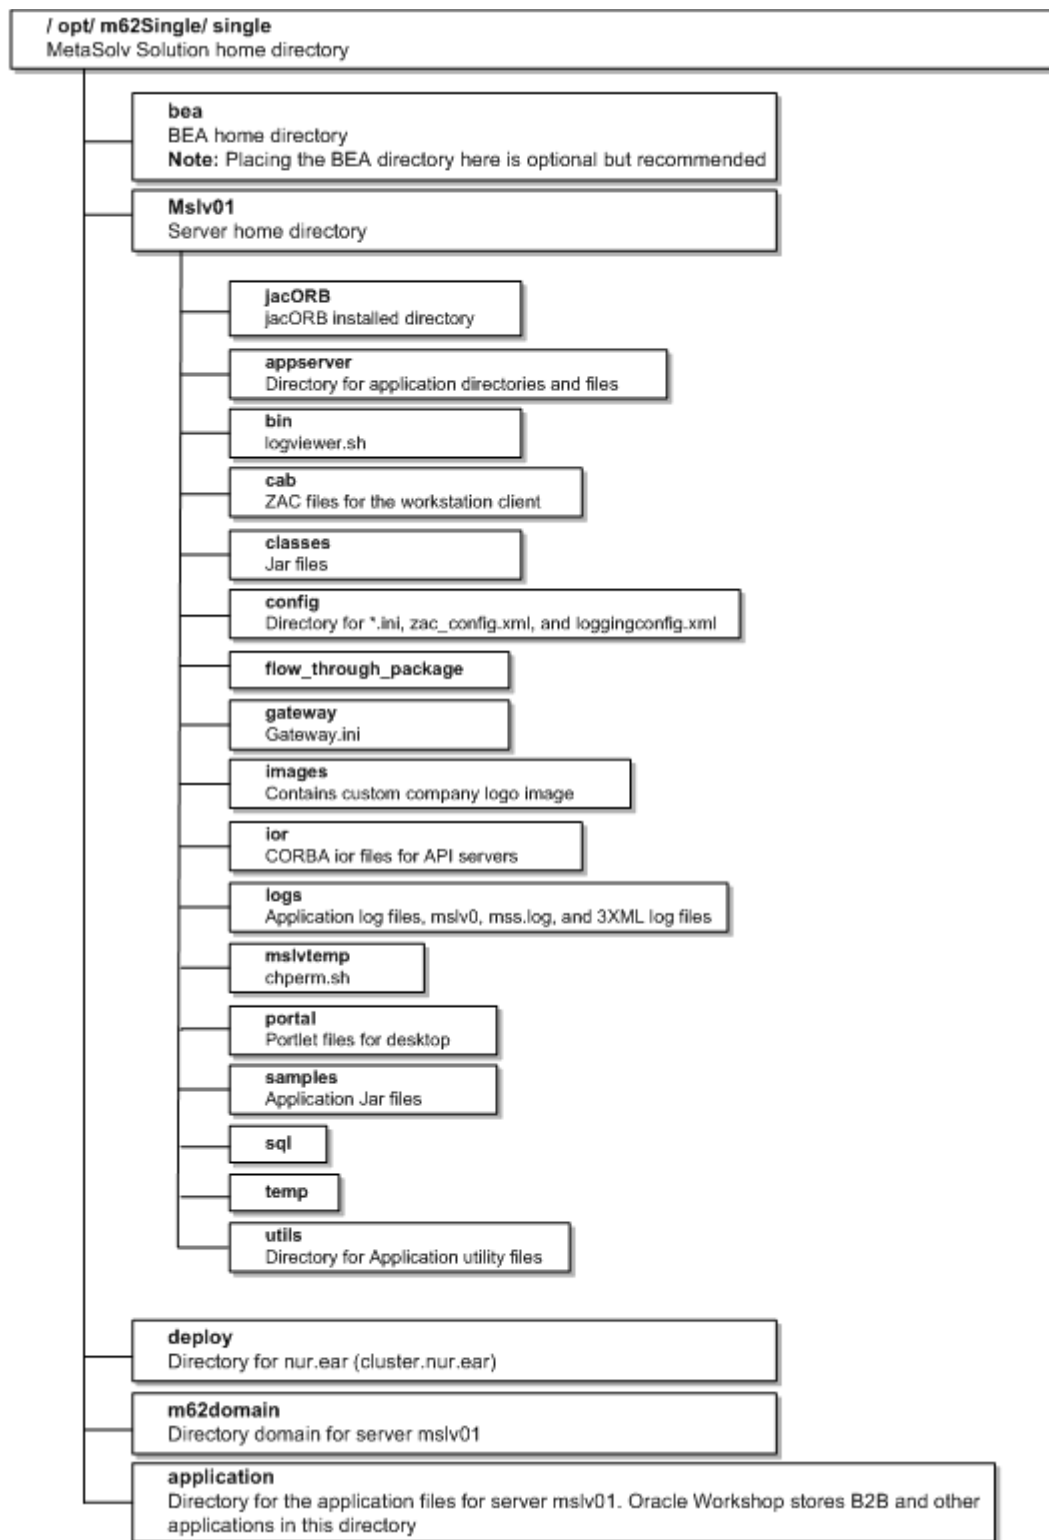 / opt/ m62Single/ single
MetaSolv Solution home directory
bea
BEA home directory
Note: Placing the BEA directory here is optional but recommended
Mslv01
Server home directory
jacORB
jacORB installed directory
appserver
Directory for application directories and files
bin
logviewer.sh
cab
ZAC files for the workstation client
classes
Jar files
config
Directory for *.ini, zac_config.xml, and loggingconfig.xml
flow_through_package
gateway
Gateway.ini
images
Contains custom company logo image
ior
CORBA ior files for API servers
logs
Application log files, mslv0, mss.log, and 3XML log files
mslvtemp
chperm.sh
portal
Portlet files for desktop
samples
Application Jar files
sql
temp
utils
Directory for Application utility files
deploy
Directory for nur.ear (cluster.nur.ear)
m62domain
Directory domain for server mslv01
application
Directory for the application files for server mslv01. Oracle Workshop stores B2B and other
applications in this directory